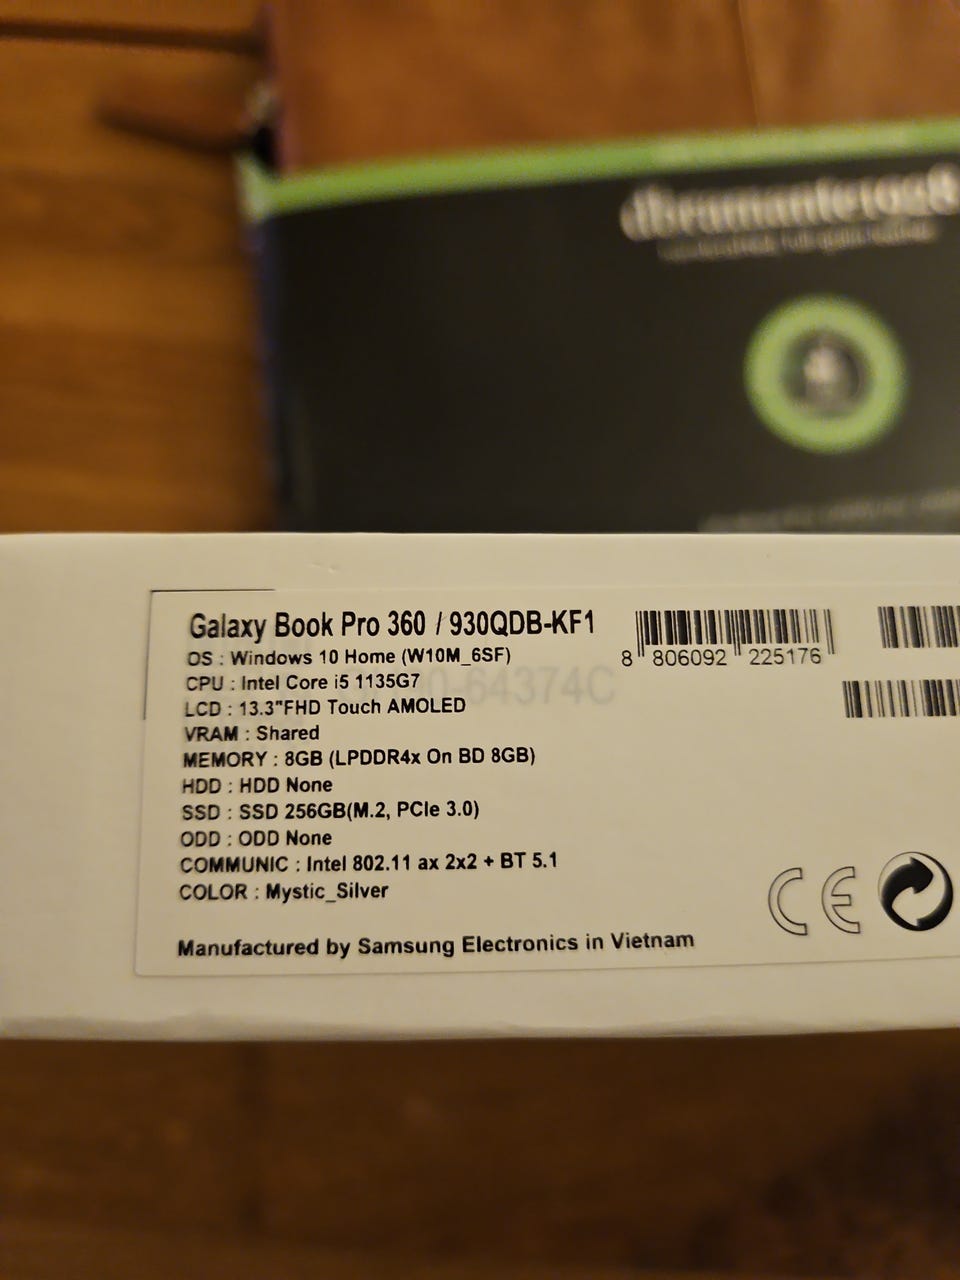 dbramante1928
Galaxy Book Pro 360 / 930QDB-KF1
8 806092 225176
OS : Windows 10 Home (W10M_6SF)
CPU : Intel Core i5 1135G7
64374C
LCD : 13.3"FHD Touch AMOLED
VRAM : Shared
MEMORY : 8GB (LPDDR4x On BD 8GB)
HDD : HDD None
SSD : SSD 256GB(M.2, PCIe 3.0)
ODD : ODD None
COMMUNIC : Intel 802.11 ax 2x2 + BT 5.1
COLOR : Mystic_Silver
CE
Manufactured by Samsung Electronics in Vietnam